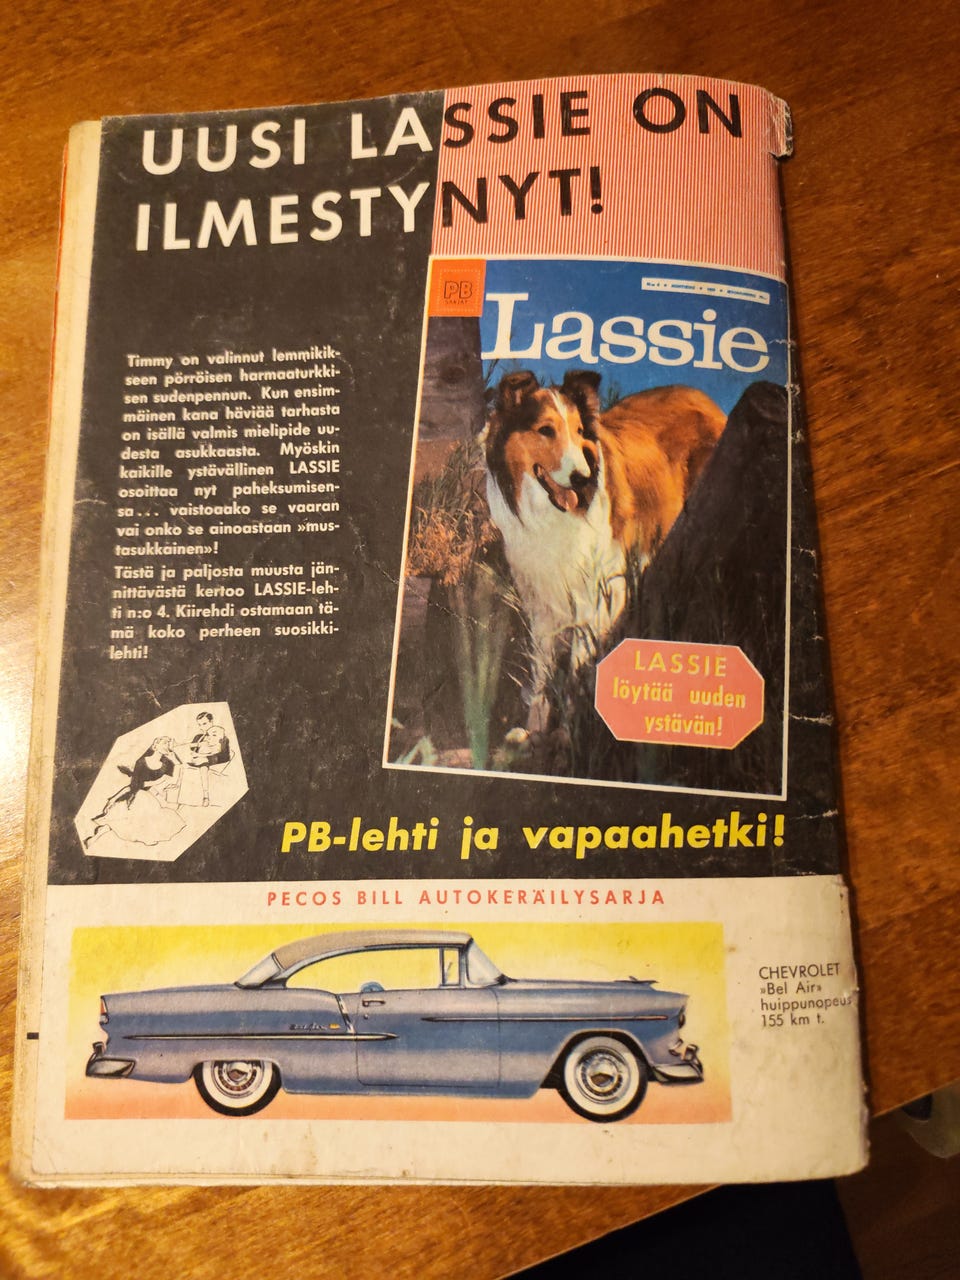 UUSI LASSIE ON
ILMESTYNYT!
PB
SARJAT
Lassie
Timmy on valinnut lemmikik-
seen pörröisen harmaaturkki-
sen sudenpennun. Kun ensim-
mäinen kana häviää tarhasta
on isällä valmis mielipide uu-
desta asukkaasta. Myöskin
kaikille ystävällinen LASSIE
osoittaa nyt paheksumisen-
sa... vaistoaako se vaaran
vai onko se ainoastaan »mus-
tasukkainen»!
Tästä ja paljosta muusta jän-
nittävästä kertoo LASSIE-leh-
ti n:o 4. Kiirehdi ostamaan tä-
mä koko perheen suosikki-
lehti!
LASSIE
löytää uuden
ystävän!
PB-lehti ja vapaahetki!
PECOS BILL AUTOKERÄILYSARJA
CHEVROLET
»Bel Air»
huippunopeus
155 km t.